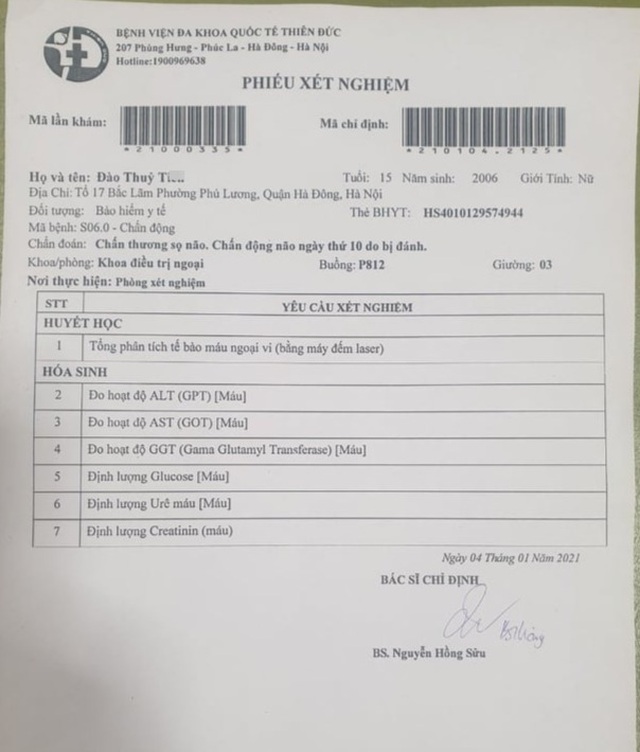 BỆNH VIỆN ĐA KHOA QUỐC TẾ THIÊN ĐỨC
207 Phùng Hưng - Phúc La - Hà Đông - Hà Nội
Hotline:1900969638
PHIẾU XÉT NGHIỆM
Mã lần khám: *21000335*
Mã chỉ định: *210104.2125*
Họ và tên: Đào Thuỳ Tuổi: 15 Năm sinh: 2006 Giới Tính: Nữ
Địa Chỉ: Tổ 17 Bắc Lãm Phường Phú Lương, Quận Hà Đông, Hà Nội
Đối tượng: Bảo hiểm y tế Thẻ BHYT: HS4010129574944
Mã bệnh: S06.0 - Chấn động
Chẩn đoán: Chấn thương sọ não. Chấn động não ngày thứ 10 do bị đánh.
Khoa/phòng: Khoa điều trị ngoại Buồng: P812 Giường: 03
Nơi thực hiện: Phòng xét nghiệm
STT YÊU CẦU XÉT NGHIỆM
HUYẾT HỌC
1 Tổng phân tích tế bào máu ngoại vi (bằng máy đếm laser)
HÓA SINH
2 Đo hoạt độ ALT (GPT) [Máu]
3 Đo hoạt độ AST (GOT) [Máu]
4 Đo hoạt độ GGT (Gama Glutamyl Transferase) [Máu]
5 Định lượng Glucose [Máu]
6 Định lượng Urê máu [Máu]
7 Định lượng Creatinin (máu)
Ngày 04 Tháng 01 Năm 2021
BÁC SĨ CHỈ ĐỊNH
BS. Nguyễn Hồng Sửu